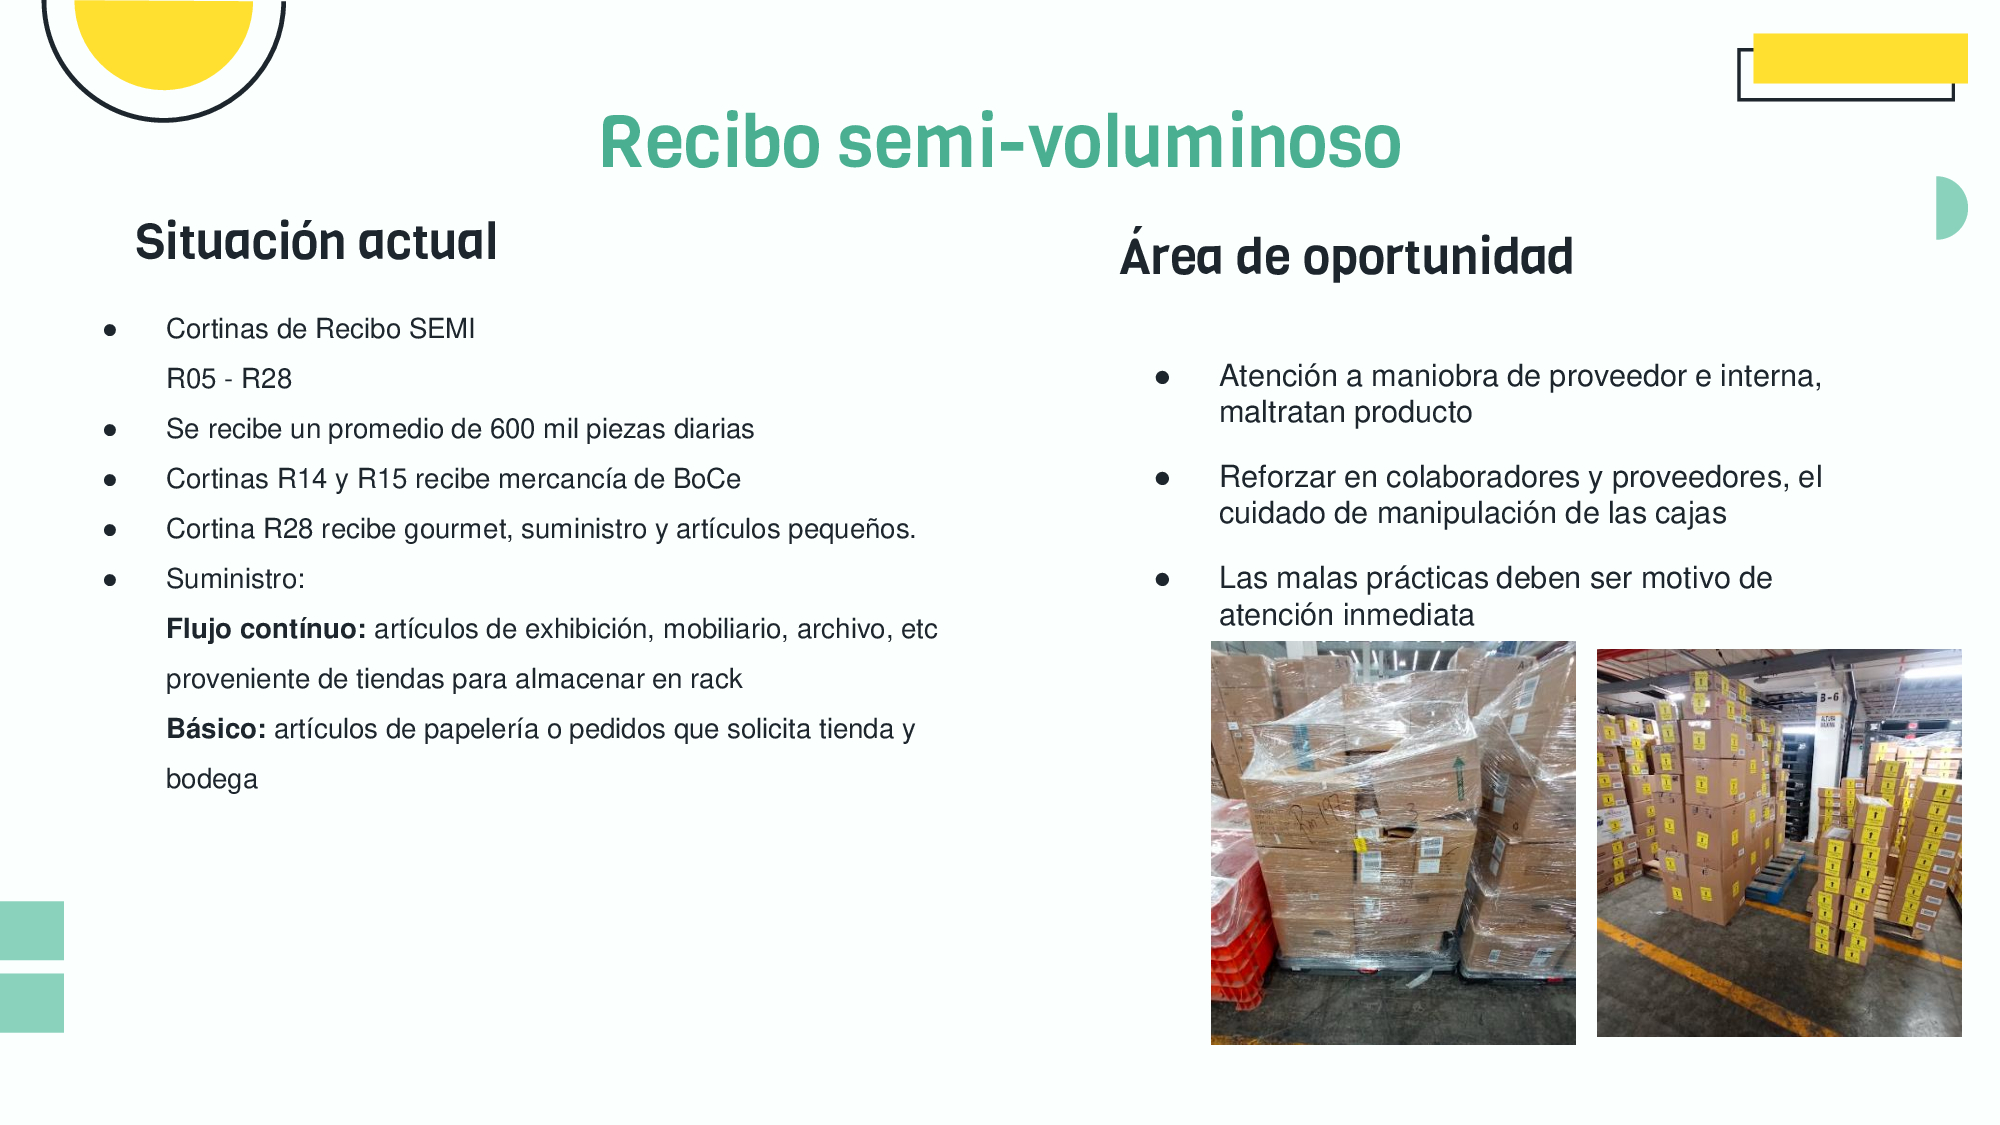 Recibo semi-voluminoso
Situación actual
● Cortinas de Recibo SEMI
R05 - R28
● Se recibe un promedio de 600 mil piezas diarias
● Cortinas R14 y R15 recibe mercancía de BoCe
● Cortina R28 recibe gourmet, suministro y artículos pequeños.
● Suministro:
Flujo contínuo: artículos de exhibición, mobiliario, archivo, etc
proveniente de tiendas para almacenar en rack
Básico: artículos de papelería o pedidos que solicita tienda y
bodega
Área de oportunidad
● Atención a maniobra de proveedor e interna,
maltratan producto
● Reforzar en colaboradores y proveedores, el
cuidado de manipulación de las cajas
● Las malas prácticas deben ser motivo de
atención inmediata
B-6